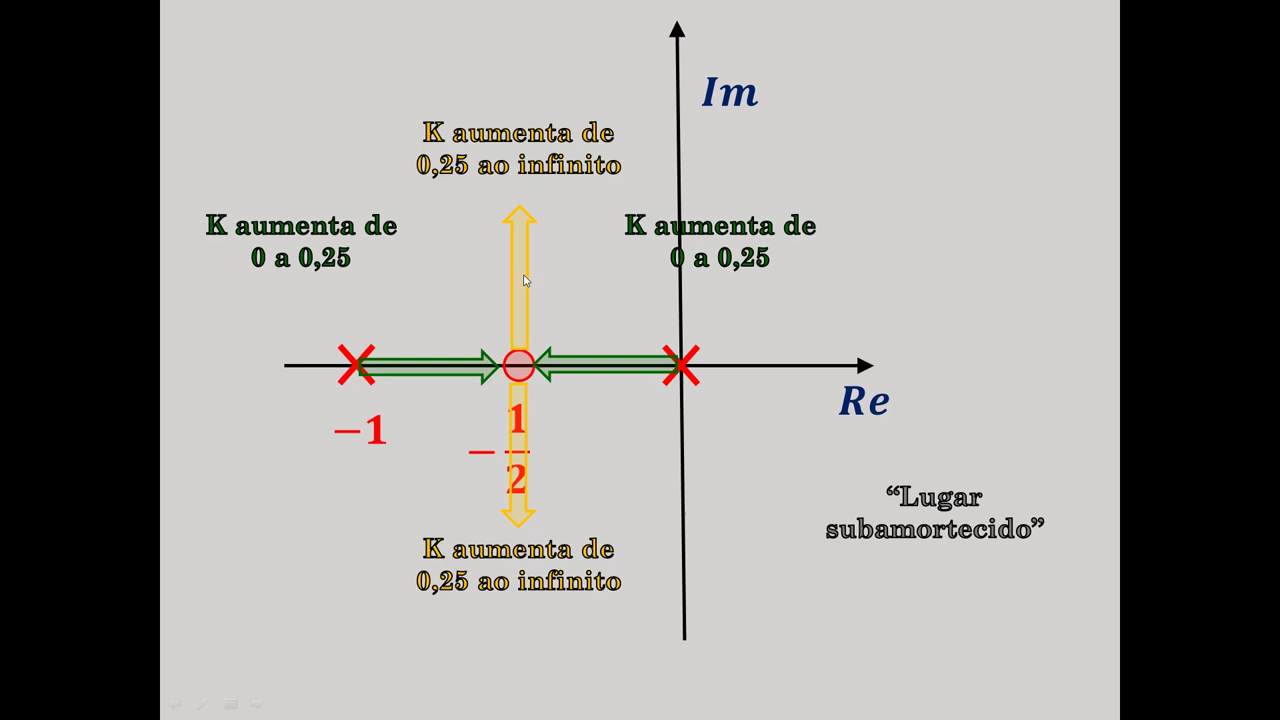 Im
K aumenta de
0,25 ao infinito
K aumenta de
0 a 0,25
K aumenta de
0 a 0,25
Re
−1
−1/2
“Lugar
subamortecido”
K aumenta de
0,25 ao infinito